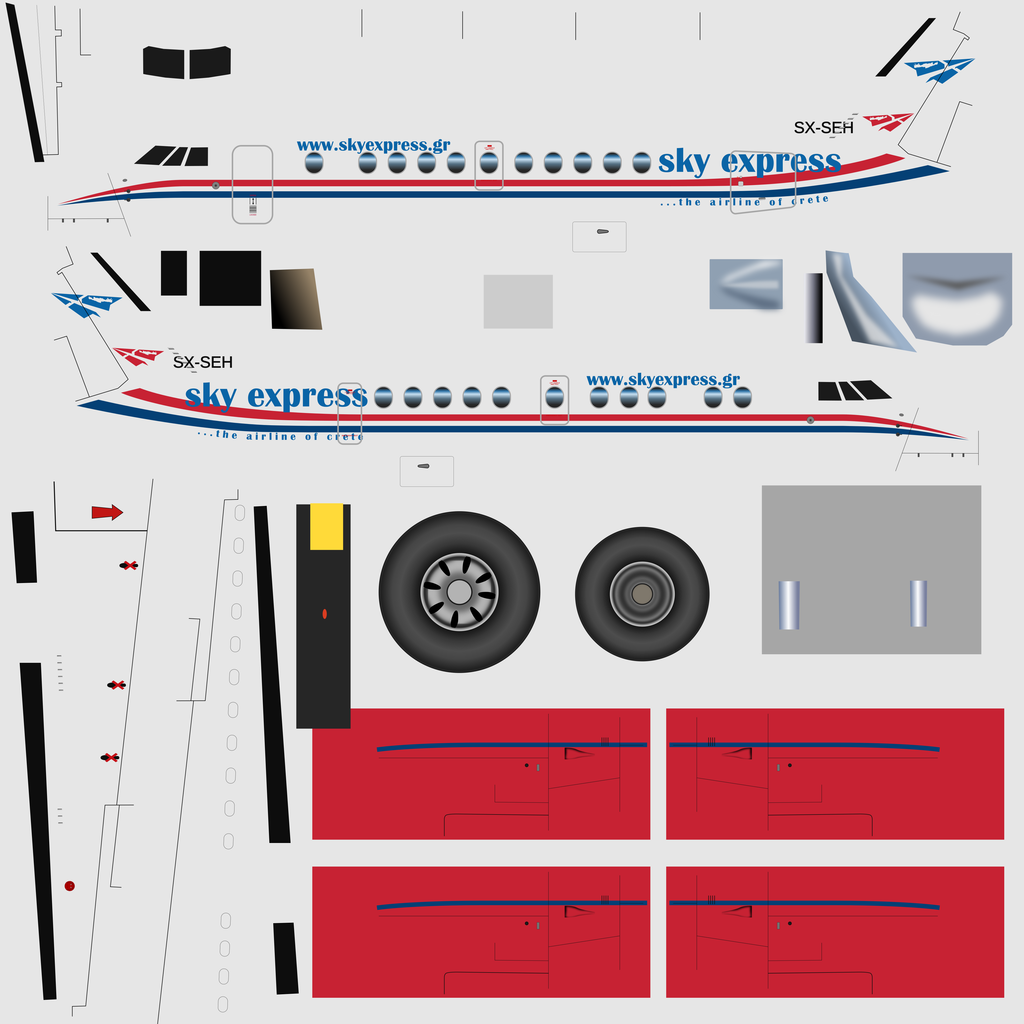 SX-SEH
www.skyexpress.gr
sky express
...the airline of crete
SX-SEH
www.skyexpress.gr
sky express
...the airline of crete